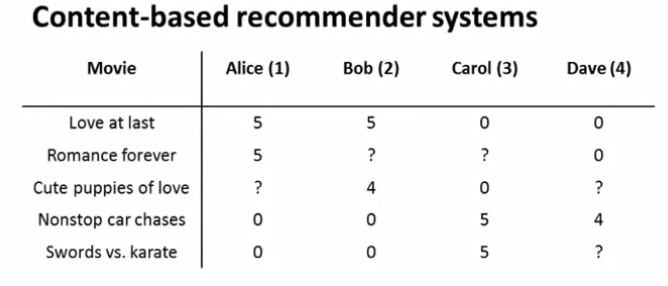 Content-based recommender systems
Movie Alice (1) Bob (2) Carol (3) Dave (4)
Love at last 5 5 0 0
Romance forever 5 ? ? 0
Cute puppies of love ? 4 0 ?
Nonstop car chases 0 0 5 4
Swords vs. karate 0 0 5 ?